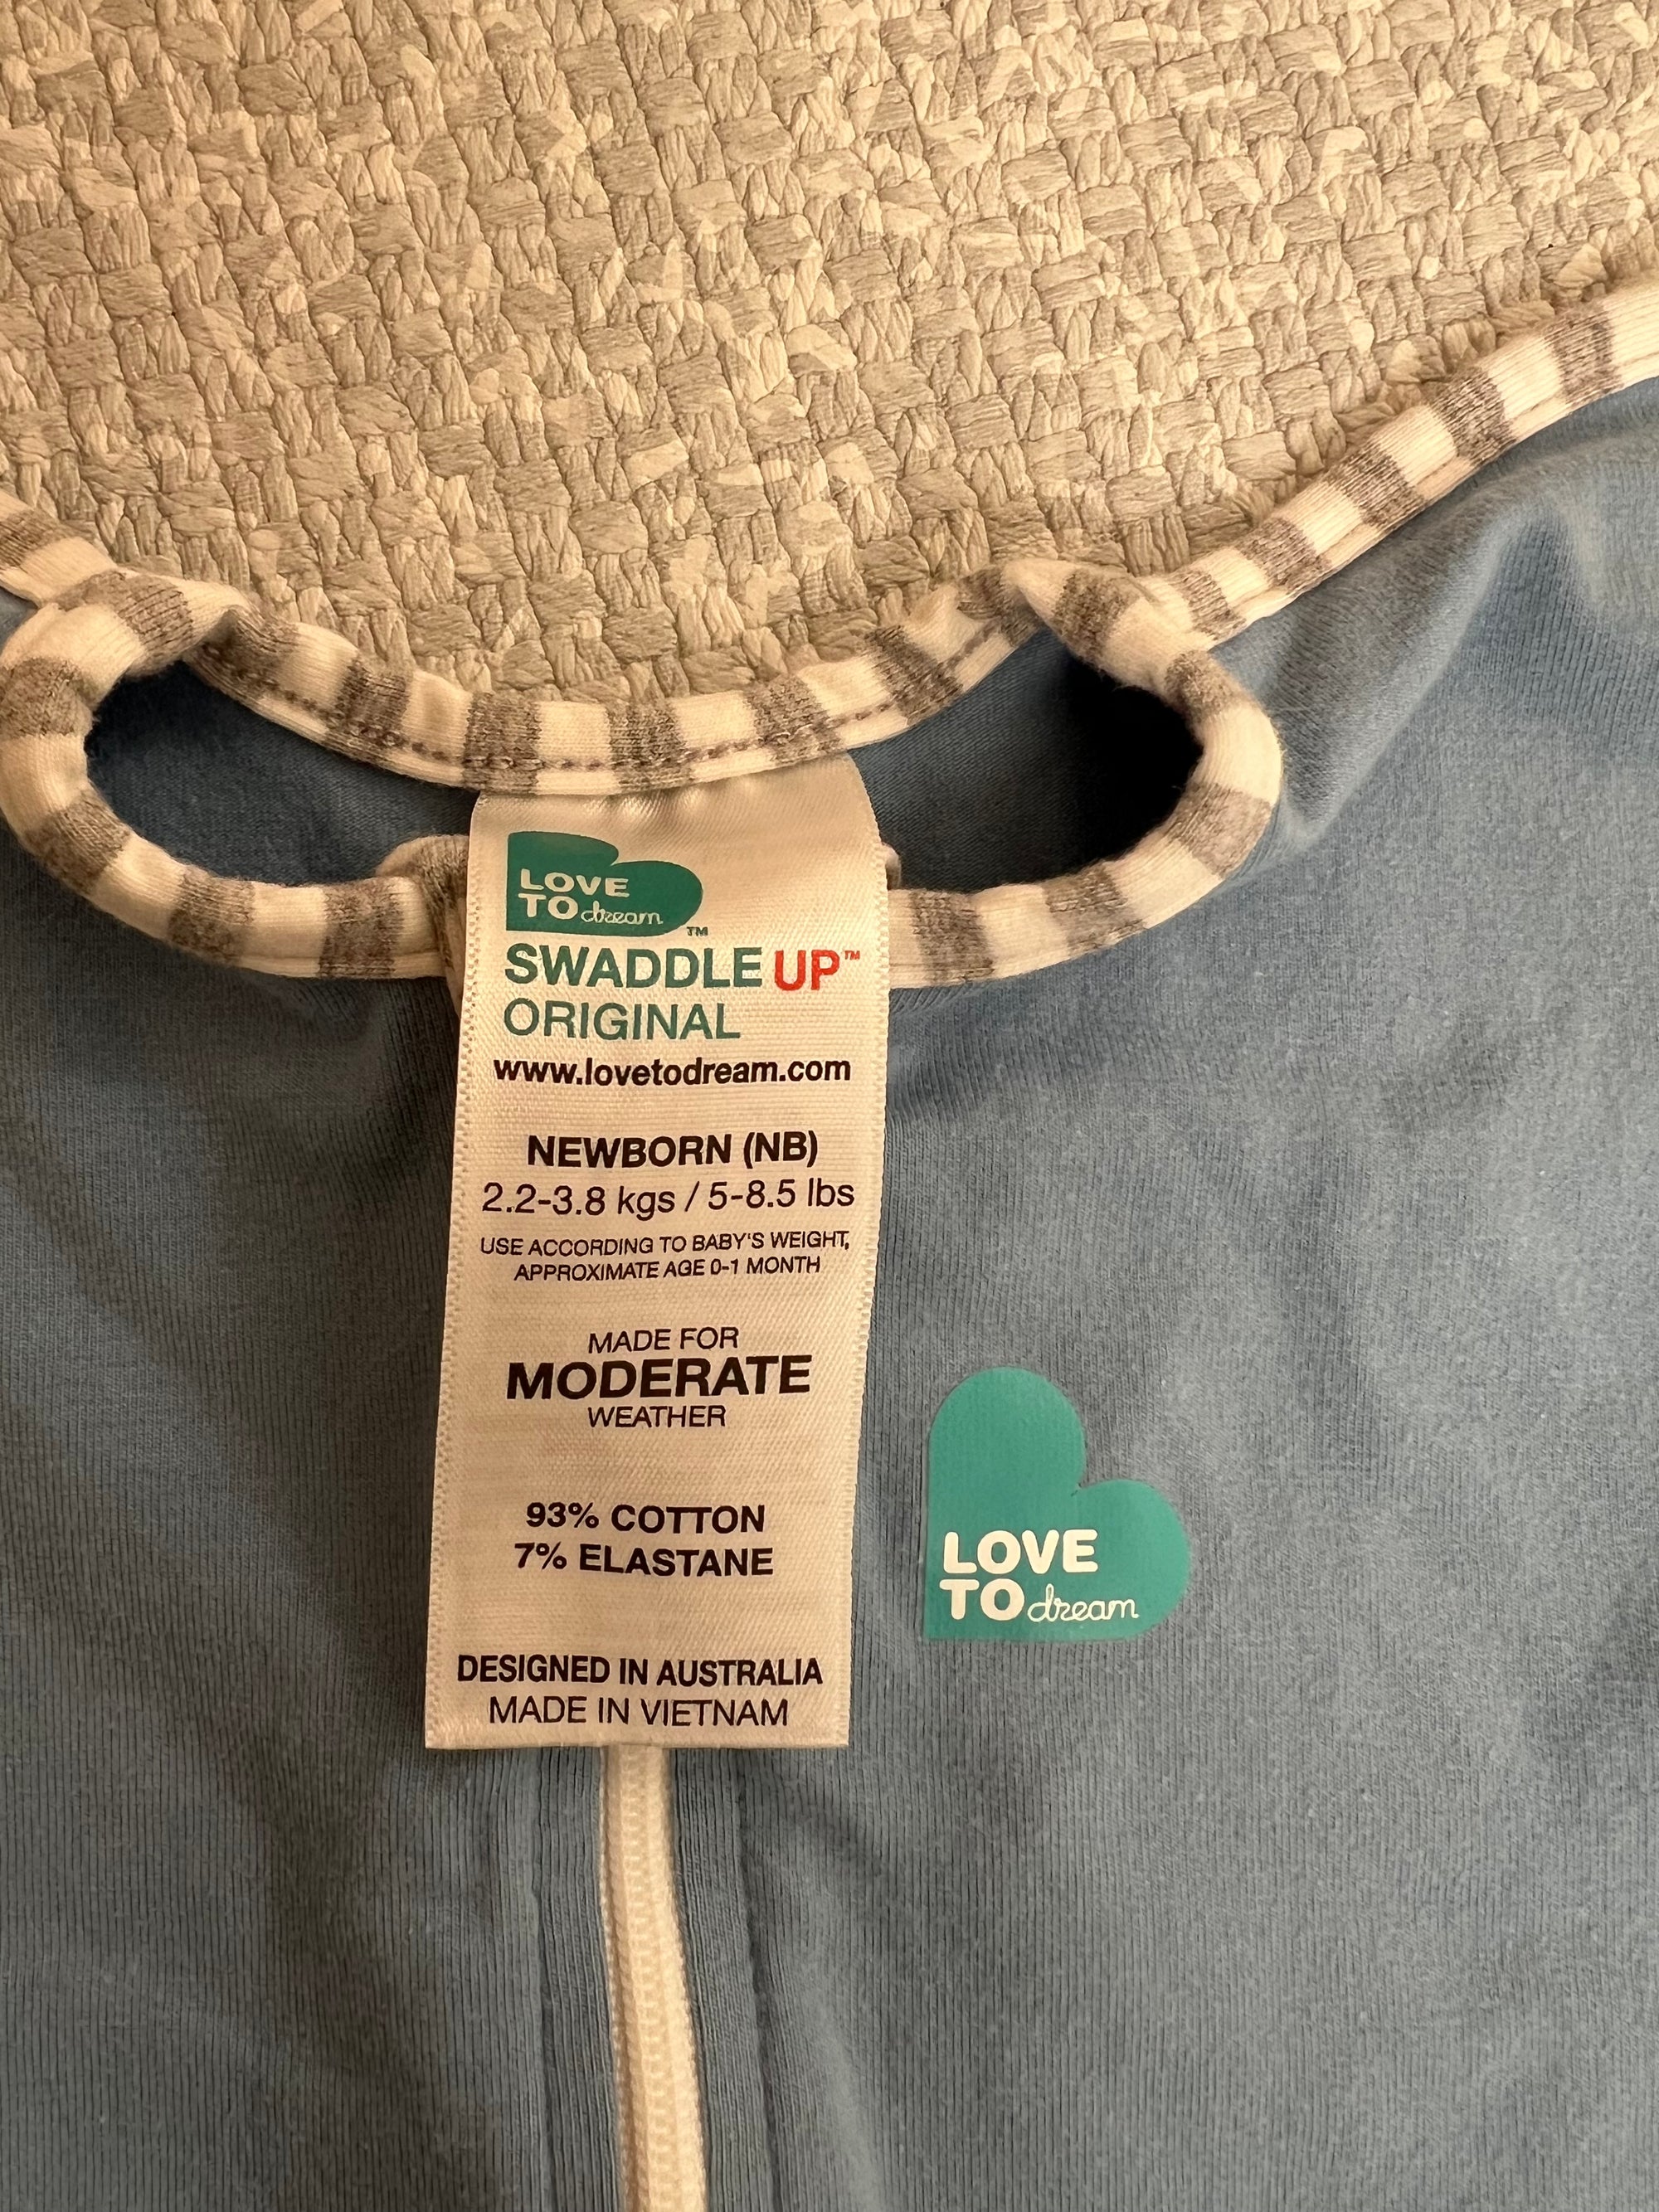 LOVE
TO dream ™
SWADDLE UP™
ORIGINAL
www.lovetodream.com
NEWBORN (NB)
2.2-3.8 kgs / 5-8.5 lbs
USE ACCORDING TO BABY'S WEIGHT,
APPROXIMATE AGE 0-1 MONTH
MADE FOR
MODERATE
WEATHER
93% COTTON
7% ELASTANE
DESIGNED IN AUSTRALIA
MADE IN VIETNAM
LOVE
TO dream